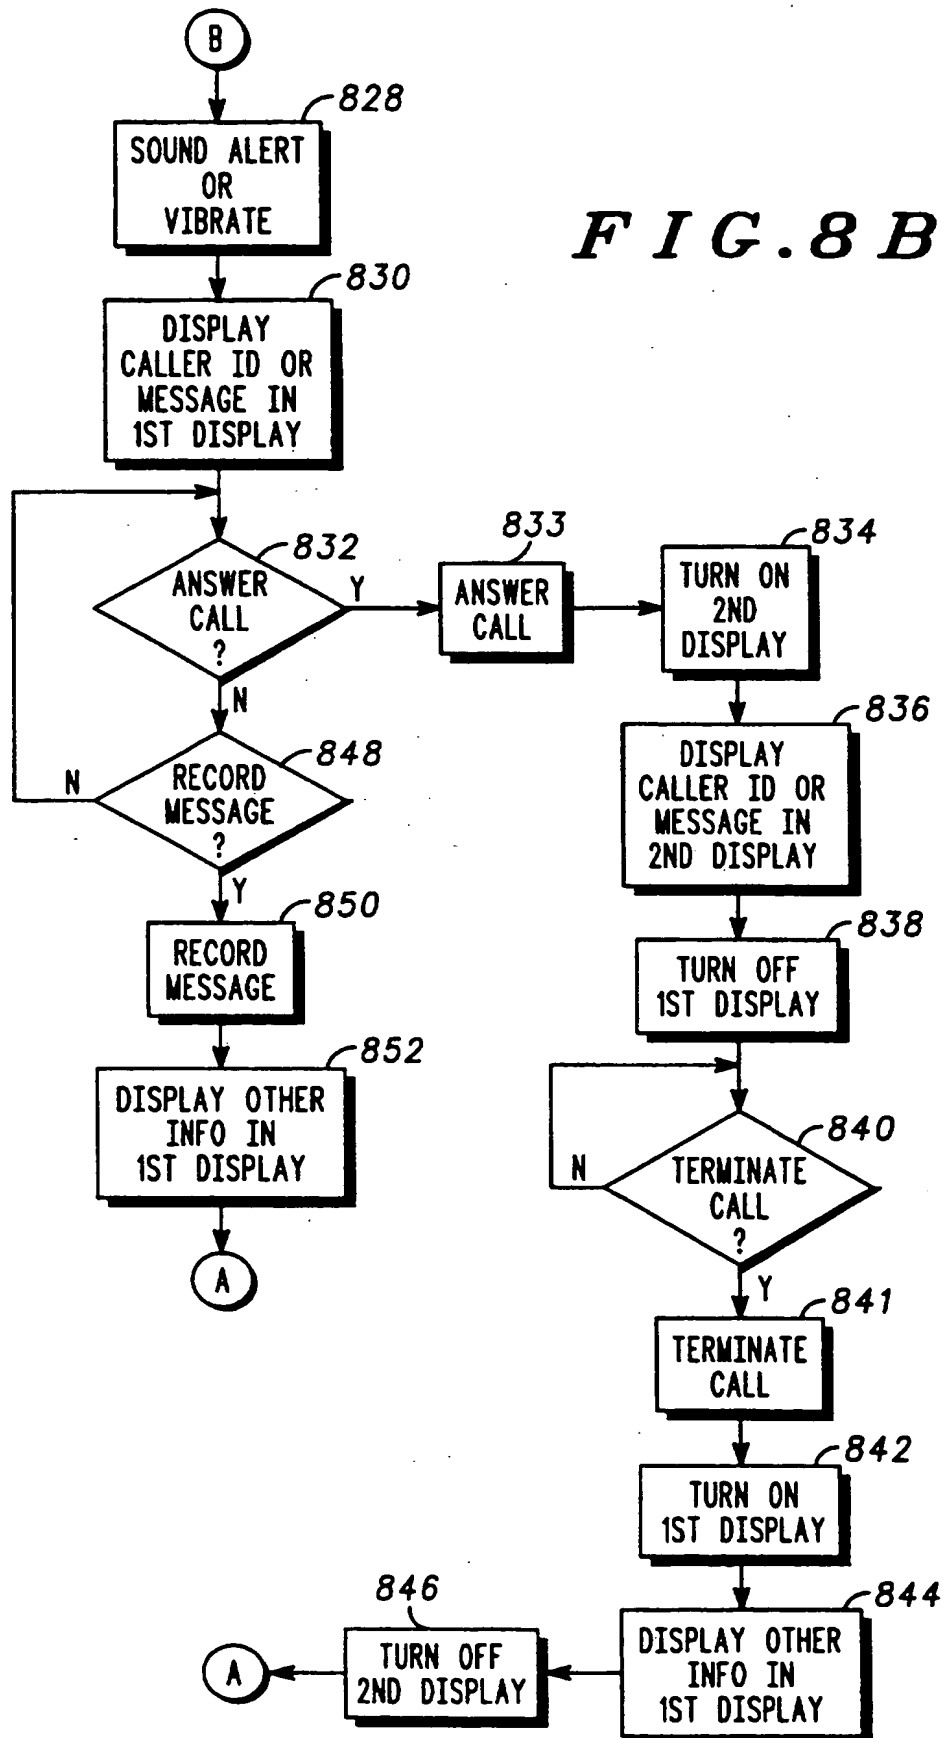 B
828
SOUND ALERT
OR
VIBRATE
FIG.8B
830
DISPLAY
CALLER ID OR
MESSAGE IN
1ST DISPLAY
832
ANSWER
CALL
?
Y
N
833
ANSWER
CALL
834
TURN ON
2ND
DISPLAY
836
DISPLAY
CALLER ID OR
MESSAGE IN
2ND DISPLAY
848
RECORD
MESSAGE
?
N
Y
850
RECORD
MESSAGE
838
TURN OFF
1ST DISPLAY
852
DISPLAY OTHER
INFO IN
1ST DISPLAY
A
840
TERMINATE
CALL
?
N
Y
841
TERMINATE
CALL
842
TURN ON
1ST DISPLAY
844
DISPLAY OTHER
INFO IN
1ST DISPLAY
846
TURN OFF
2ND DISPLAY
A